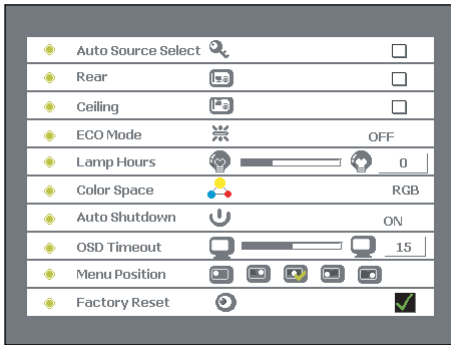 Auto Source Select
Rear
Ceiling
ECO Mode OFF
Lamp Hours 0
Color Space RGB
Auto Shutdown ON
OSD Timeout 15
Menu Position
Factory Reset